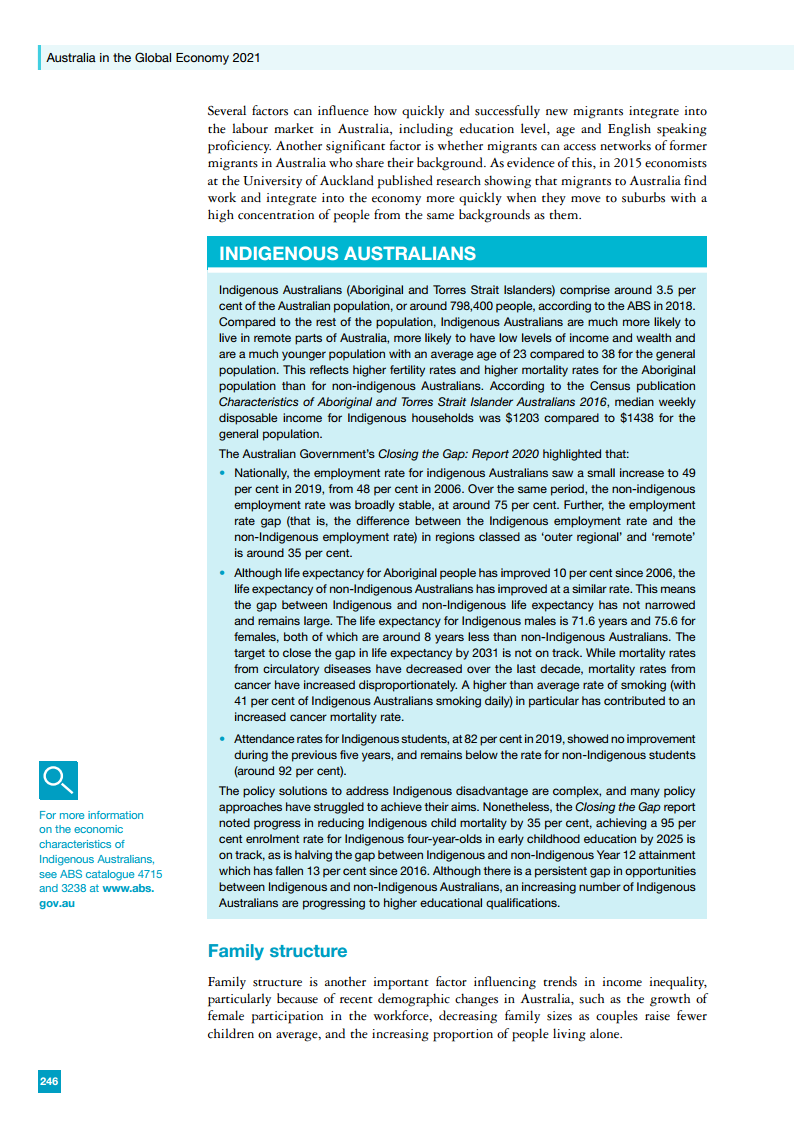 Australia in the Global Economy 2021
Several factors can influence how quickly and successfully new migrants integrate into
the labour market in Australia, including education level, age and English speaking
proficiency. Another significant factor is whether migrants can access networks of former
migrants in Australia who share their background. As evidence of this, in 2015 economists
at the University of Auckland published research showing that migrants to Australia find
work and integrate into the economy more quickly when they move to suburbs with a
high concentration of people from the same backgrounds as them.
INDIGENOUS AUSTRALIANS
Indigenous Australians (Aboriginal and Torres Strait Islanders) comprise around 3.5 per
cent of the Australian population, or around 798,400 people, according to the ABS in 2018.
Compared to the rest of the population, Indigenous Australians are much more likely to
live in remote parts of Australia, more likely to have low levels of income and wealth and
are a much younger population with an average age of 23 compared to 38 for the general
population. This reflects higher fertility rates and higher mortality rates for the Aboriginal
population than for non-indigenous Australians. According to the Census publication
Characteristics of Aboriginal and Torres Strait Islander Australians 2016, median weekly
disposable income for Indigenous households was $1203 compared to $1438 for the
general population.
The Australian Government's Closing the Gap: Report 2020 highlighted that:
• Nationally, the employment rate for indigenous Australians saw a small increase to 49
per cent in 2019, from 48 per cent in 2006. Over the same period, the non-indigenous
employment rate was broadly stable, at around 75 per cent. Further, the employment
rate gap (that is, the difference between the Indigenous employment rate and the
non-Indigenous employment rate) in regions classed as 'outer regional' and 'remote'
is around 35 per cent.
• Although life expectancy for Aboriginal people has improved 10 per cent since 2006, the
life expectancy of non-Indigenous Australians has improved at a similar rate. This means
the gap between Indigenous and non-Indigenous life expectancy has not narrowed
and remains large. The life expectancy for Indigenous males is 71.6 years and 75.6 for
females, both of which are around 8 years less than non-Indigenous Australians. The
target to close the gap in life expectancy by 2031 is not on track. While mortality rates
from circulatory diseases have decreased over the last decade, mortality rates from
cancer have increased disproportionately. A higher than average rate of smoking (with
41 per cent of Indigenous Australians smoking daily) in particular has contributed to an
increased cancer mortality rate.
• Attendance rates for Indigenous students, at 82 per cent in 2019, showed no improvement
during the previous five years, and remains below the rate for non-Indigenous students
(around 92 per cent).
The policy solutions to address Indigenous disadvantage are complex, and many policy
approaches have struggled to achieve their aims. Nonetheless, the Closing the Gap report
noted progress in reducing Indigenous child mortality by 35 per cent, achieving a 95 per
cent enrolment rate for Indigenous four-year-olds in early childhood education by 2025 is
on track, as is halving the gap between Indigenous and non-Indigenous Year 12 attainment
which has fallen 13 per cent since 2016. Although there is a persistent gap in opportunities
between Indigenous and non-Indigenous Australians, an increasing number of Indigenous
Australians are progressing to higher educational qualifications.
For more information
on the economic
characteristics of
Indigenous Australians,
see ABS catalogue 4715
and 3238 at www.abs.
gov.au
Family structure
Family structure is another important factor influencing trends in income inequality,
particularly because of recent demographic changes in Australia, such as the growth of
female participation in the workforce, decreasing family sizes as couples raise fewer
children on average, and the increasing proportion of people living alone.
246